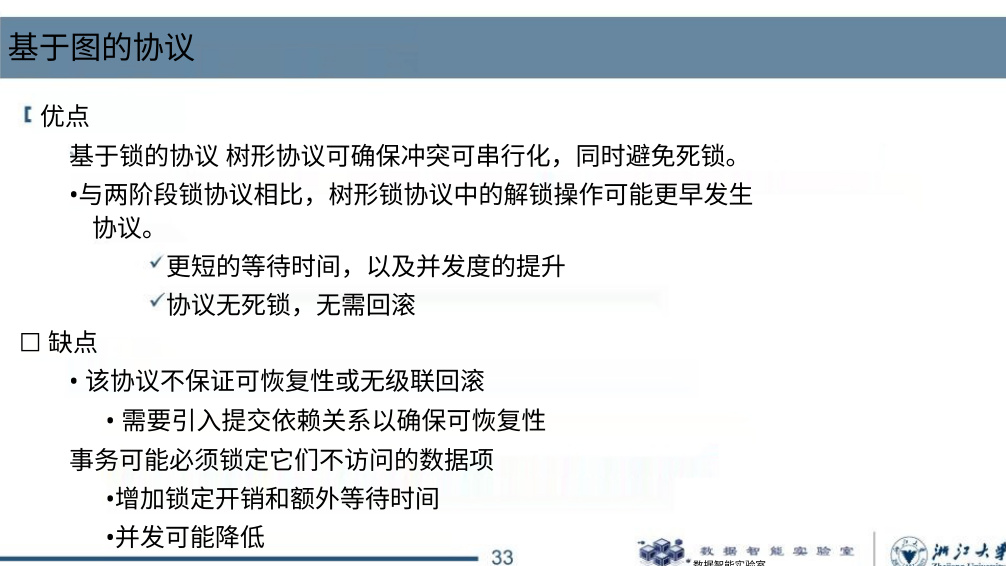 基于图的协议
优点
基于锁的协议 树形协议可确保冲突可串行化，同时避免死锁。
•与两阶段锁协议相比，树形锁协议中的解锁操作可能更早发生
协议。
✓更短的等待时间，以及并发度的提升
✓协议无死锁，无需回滚
□ 缺点
• 该协议不保证可恢复性或无级联回滚
• 需要引入提交依赖关系以确保可恢复性
事务可能必须锁定它们不访问的数据项
•增加锁定开销和额外等待时间
•并发可能降低
33
数据智能实验室
* 数据智能实验室
浙江大学